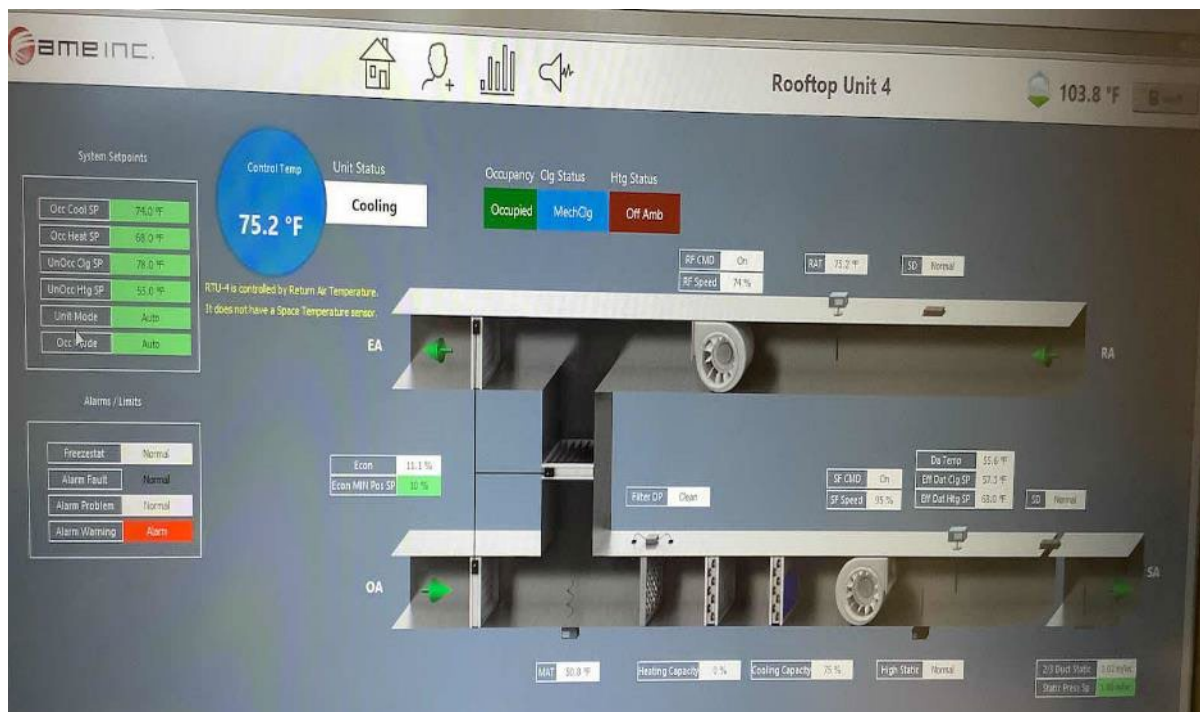 ame inc.
Rooftop Unit 4
103.8 °F
System Setpoints
Occ Cool SP 74.0 °F
Occ Heat SP 68.0 °F
UnOcc Clg SP 78.0 °F
UnOcc Htg SP 55.0 °F
Unit Mode Auto
Occ Mode Auto
Control Temp
75.2 °F
Unit Status
Cooling
Occupancy Clg Status Htg Status
Occupied MechClg Off Amb
RTU-4 is controlled by Return Air Temperature.
It does not have a Space Temperature sensor.
RF CMD On
RF Speed 74 %
RAT 75.2 °F
SD Normal
EA
RA
Alarms / Limits
Freezestat Normal
Alarm Fault Normal
Alarm Problem Normal
Alarm Warning Alarm
Econ 11.1 %
Econ MIN Pos SP 10 %
Filter DP Clean
SF CMD On
SF Speed 95 %
Da Temp 55.6 °F
Eff Dat Clg SP 57.3 °F
Eff Dat Htg SP 68.0 °F
SD Normal
OA
SA
MAT 50.8 °F
Heating Capacity 0 %
Cooling Capacity 75 %
High Static Normal
2/3 Duct Static
Static Press Sp